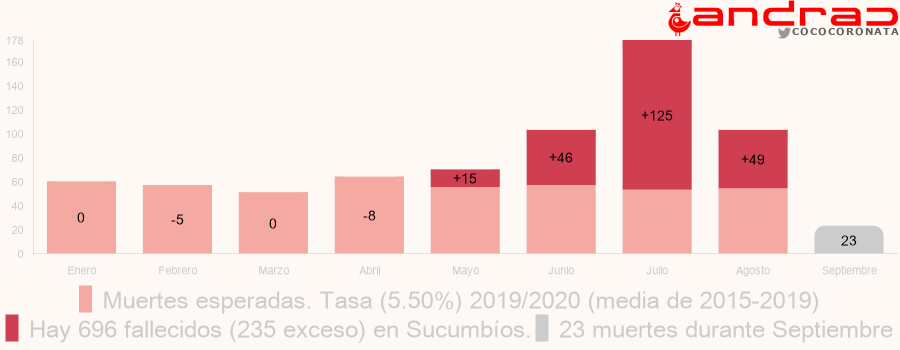 andrac
COCOCORONATA
178
160
140
120
100
80
60
40
20
0
0
-5
0
-8
+15
+46
+125
+49
23
Enero
Febrero
Marzo
Abril
Mayo
Junio
Julio
Agosto
Septiembre
Muertes esperadas. Tasa (5.50%) 2019/2020 (media de 2015-2019)
Hay 696 fallecidos (235 exceso) en Sucumbíos. 23 muertes durante Septiembre